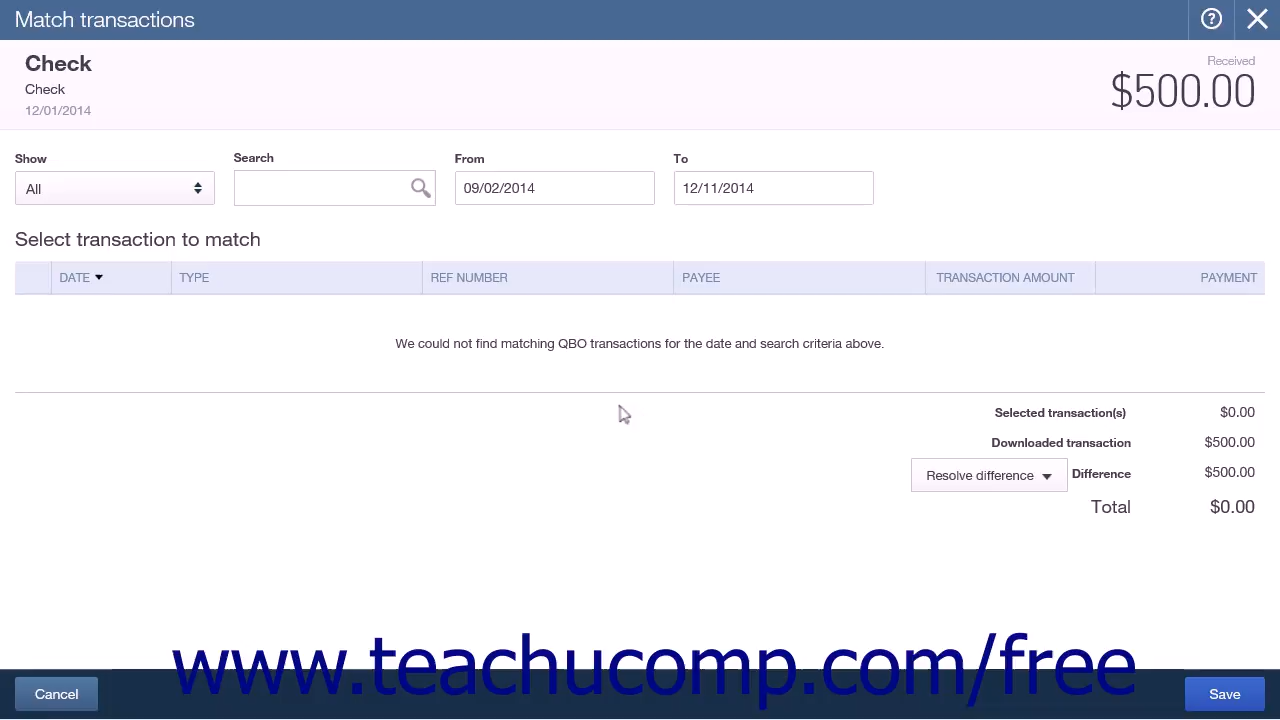 Match transactions
Check
Check
12/01/2014
Received
$500.00
Show
Search
From
To
All
09/02/2014
12/11/2014
Select transaction to match
DATE TYPE REF NUMBER PAYEE TRANSACTION AMOUNT PAYMENT
We could not find matching QBO transactions for the date and search criteria above.
Selected transaction(s) $0.00
Downloaded transaction $500.00
Resolve difference Difference $500.00
Total $0.00
www.teachucomp.com/free
Cancel
Save